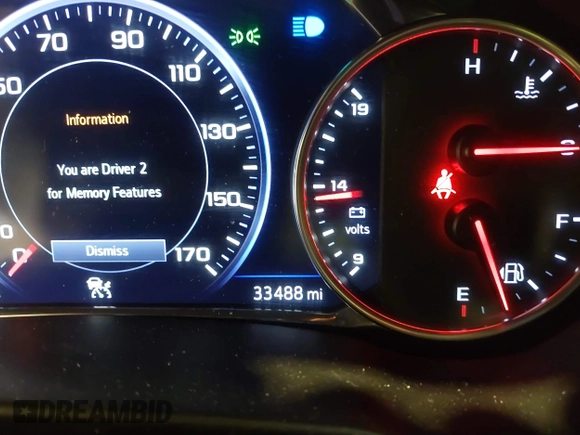 70
90
110
130
150
170
Information
You are Driver 2
for Memory Features
Dismiss
33488 mi
19
14
volts
9
H
F
E
DREAMBID